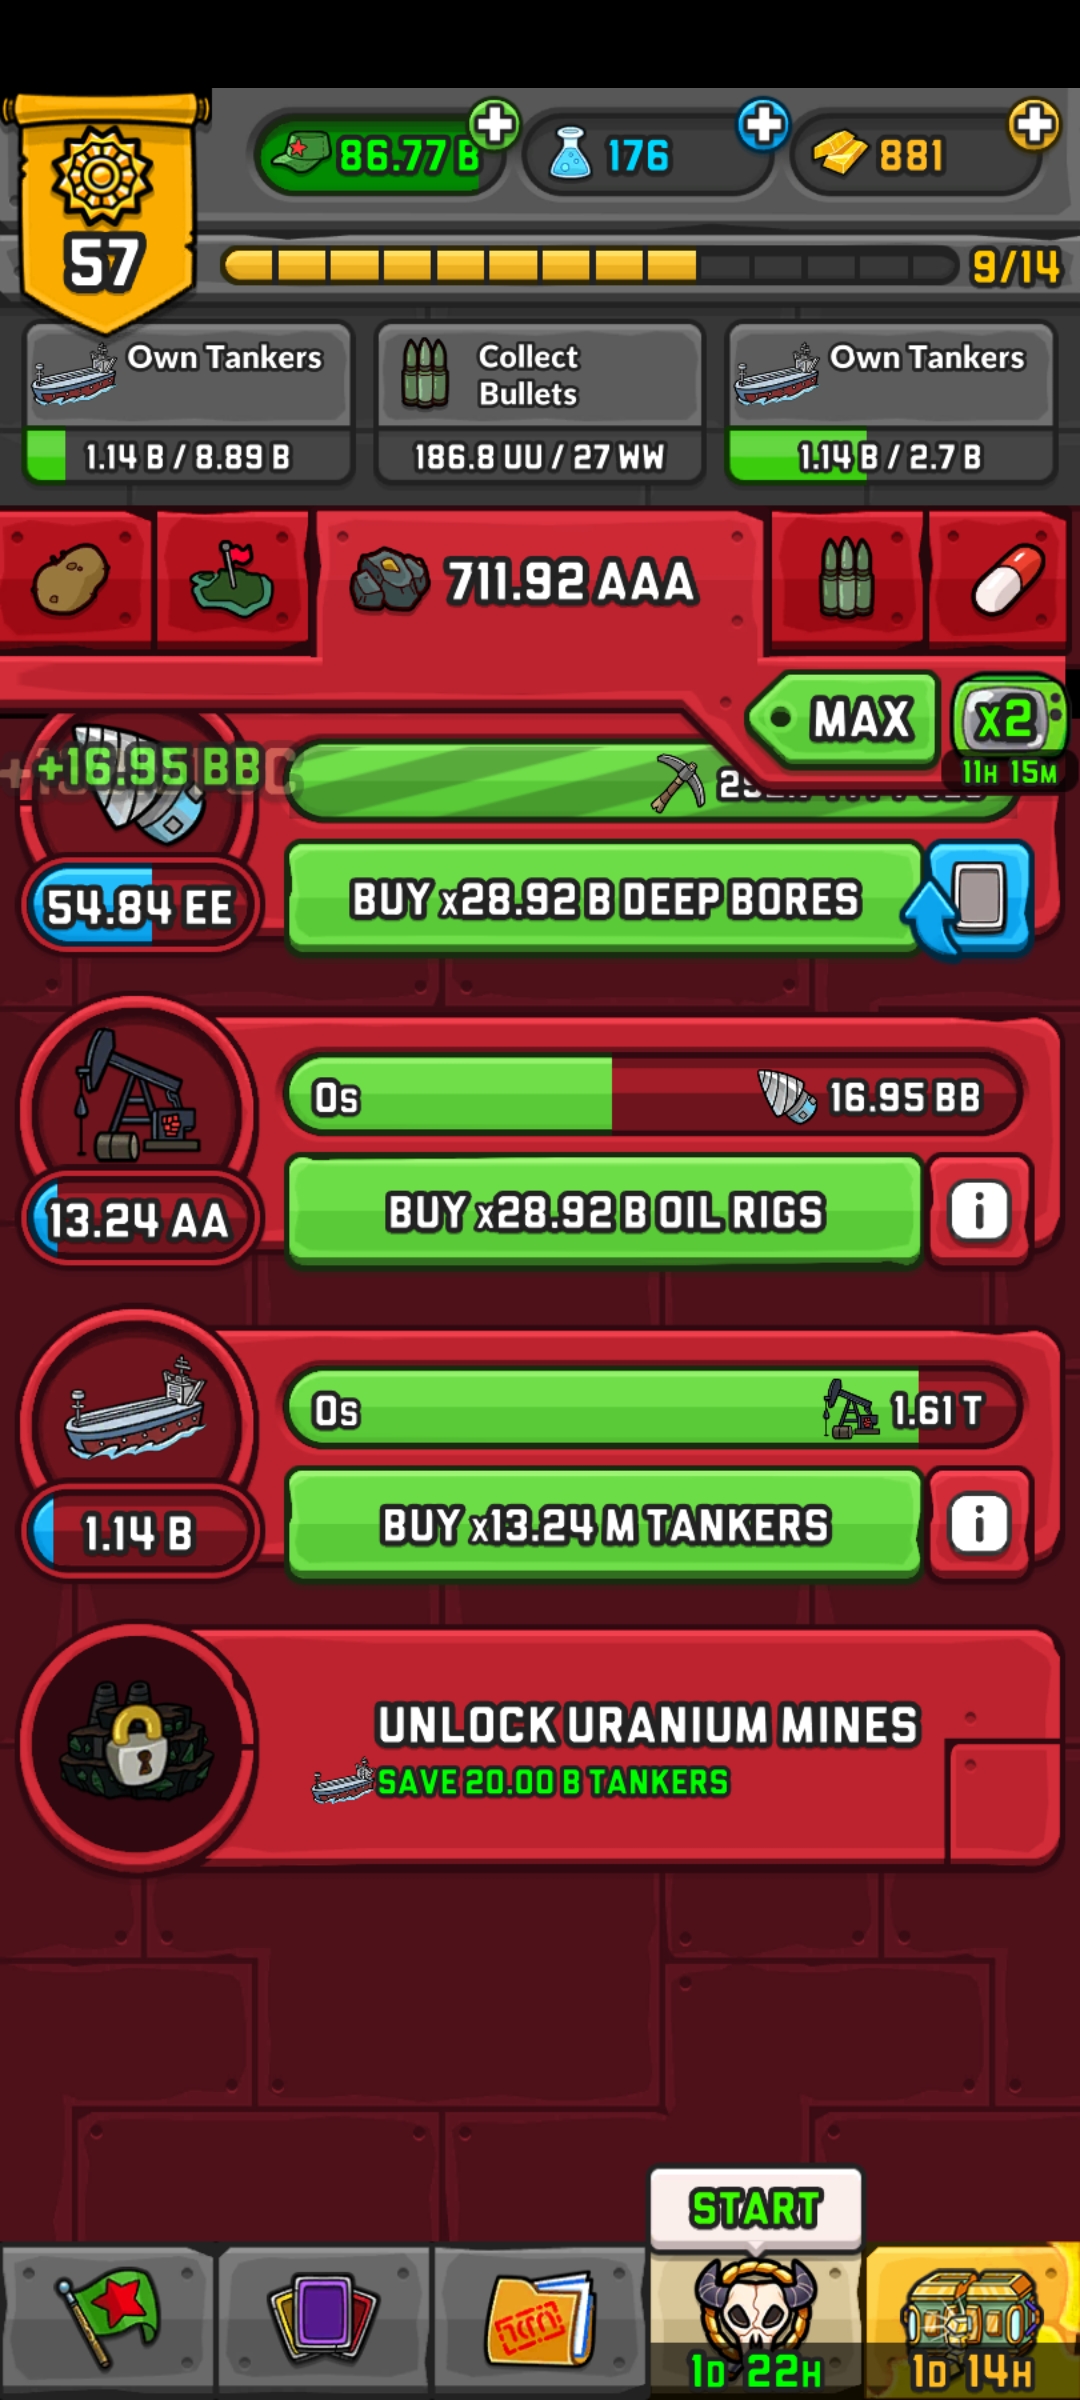 86.77 B
176
881
57
9/14
Own Tankers
Collect
Bullets
Own Tankers
1.14 B / 8.89 B
186.8 UU / 27 WW
1.14 B / 2.7 B
711.92 AAA
MAX
x2
11H 15M
+16.95 BB
54.84 EE
BUY x28.92 B DEEP BORES
0s
16.95 BB
13.24 AA
BUY x28.92 B OIL RIGS
i
0s
1.61 T
1.14 B
BUY x13.24 M TANKERS
i
UNLOCK URANIUM MINES
SAVE 20.00 B TANKERS
START
1D 22H
1D 14H